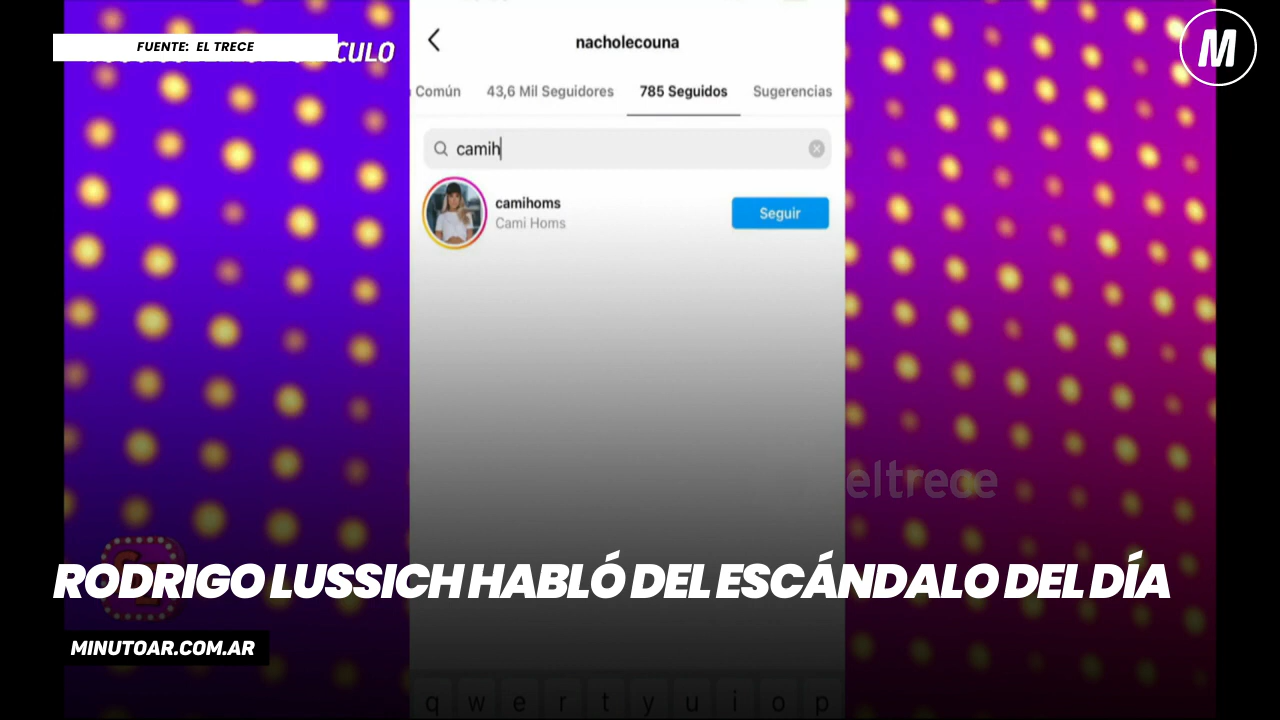 FUENTE: EL TRECE
CULO
M
nacholecouna
Común
43,6 Mil Seguidores
785 Seguidos
Sugerencias
camih
camihoms
Cami Homs
Seguir
eltrece
RODRIGO LUSSICH HABLÓ DEL ESCÁNDALO DEL DÍA
MINUTOAR.COM.AR
q w e r t y u i o p